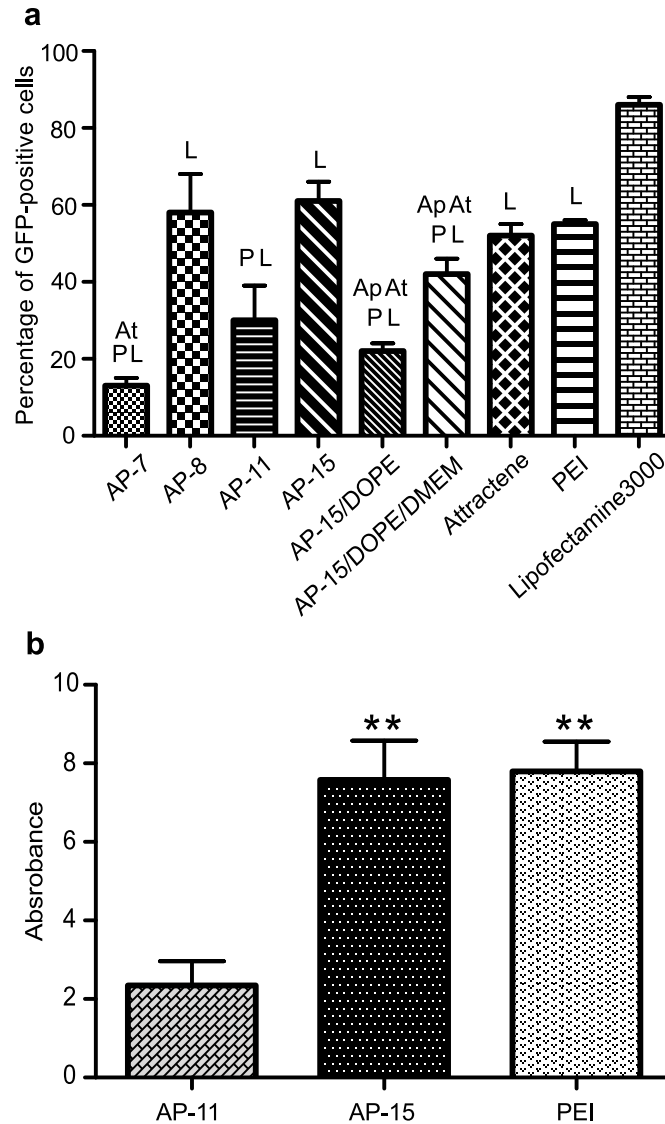 a
Percentage of GFP-positive cells
100
80
60
40
20
0
At
P L
L
P L
L
Ap At
P L
Ap At
P L
L
L
AP-7
AP-8
AP-11
AP-15
AP-15/DOPE
AP-15/DOPE/DMEM
Attractene
PEI
Lipofectamine3000
b
Absrobance
10
8
6
4
2
0
**
**
AP-11
AP-15
PEI